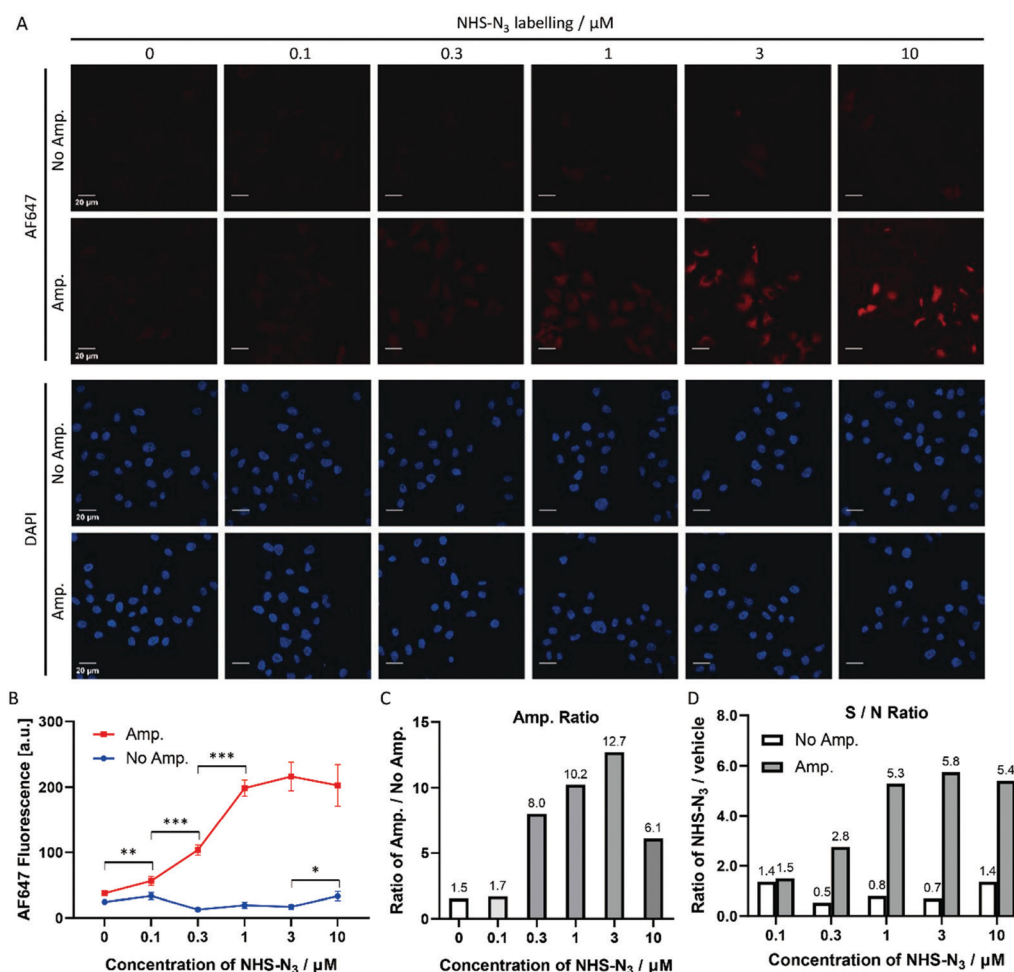 A
NHS-N₃ labelling / µM
0 0.1 0.3 1 3 10
AF647
No Amp.
20 µm
Amp.
20 µm
DAPI
No Amp.
20 µm
Amp.
20 µm
B
AF647 Fluorescence [a.u.]
300
200
100
0
Amp.
No Amp.
** *** *** *
0 0.1 0.3 1 3 10
Concentration of NHS-N₃ / µM
C
Amp. Ratio
Ratio of Amp. / No Amp.
15
10
5
0
1.5 1.7 8.0 10.2 12.7 6.1
0 0.1 0.3 1 3 10
Concentration of NHS-N₃ / µM
D
S / N Ratio
Ratio of NHS-N₃ / vehicle
8.0
6.0
4.0
2.0
0.0
No Amp.
Amp.
1.4 1.5 0.5 2.8 0.8 5.3 0.7 5.8 1.4 5.4
0.1 0.3 1 3 10
Concentration of NHS-N₃ / µM